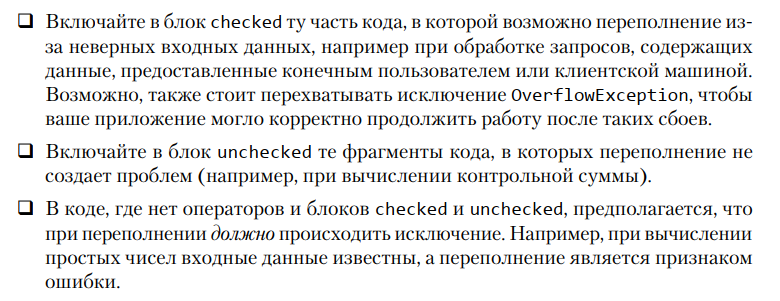 ❑ Включайте в блок checked ту часть кода, в которой возможно переполнение из-
за неверных входных данных, например при обработке запросов, содержащих
данные, предоставленные конечным пользователем или клиентской машиной.
Возможно, также стоит перехватывать исключение OverflowException, чтобы
ваше приложение могло корректно продолжить работу после таких сбоев.
❑ Включайте в блок unchecked те фрагменты кода, в которых переполнение не
создает проблем (например, при вычислении контрольной суммы).
❑ В коде, где нет операторов и блоков checked и unchecked, предполагается, что
при переполнении должно происходить исключение. Например, при вычислении
простых чисел входные данные известны, а переполнение является признаком
ошибки.